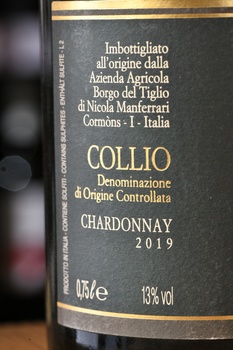 Imbottigliato
all'origine dalla
Azienda Agricola
Borgo del Tiglio
di Nicola Manferrari
Cormòns - I - Italia
COLLIO
Denominazione
di Origine Controllata
CHARDONNAY
2019
0,75 l e
13% vol
PRODOTTO IN ITALIA - CONTIENE SOLFITI - CONTAINS SULPHITES - ENTHÄLT SULFITE - L 2